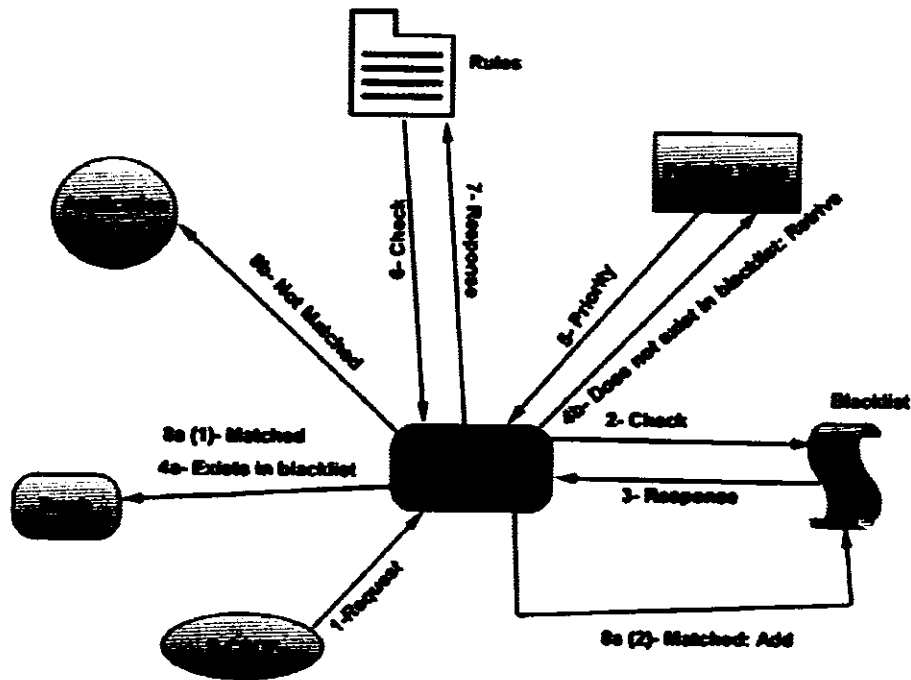 Rules
6- Check
7- Response
5- Priority
4b- Does not exist in blacklist: Retrive
8b- Not Matched
Blacklist
2- Check
3- Response
8a (1)- Matched
4a- Exists in blacklist
1-Request
8a (2)- Matched: Add